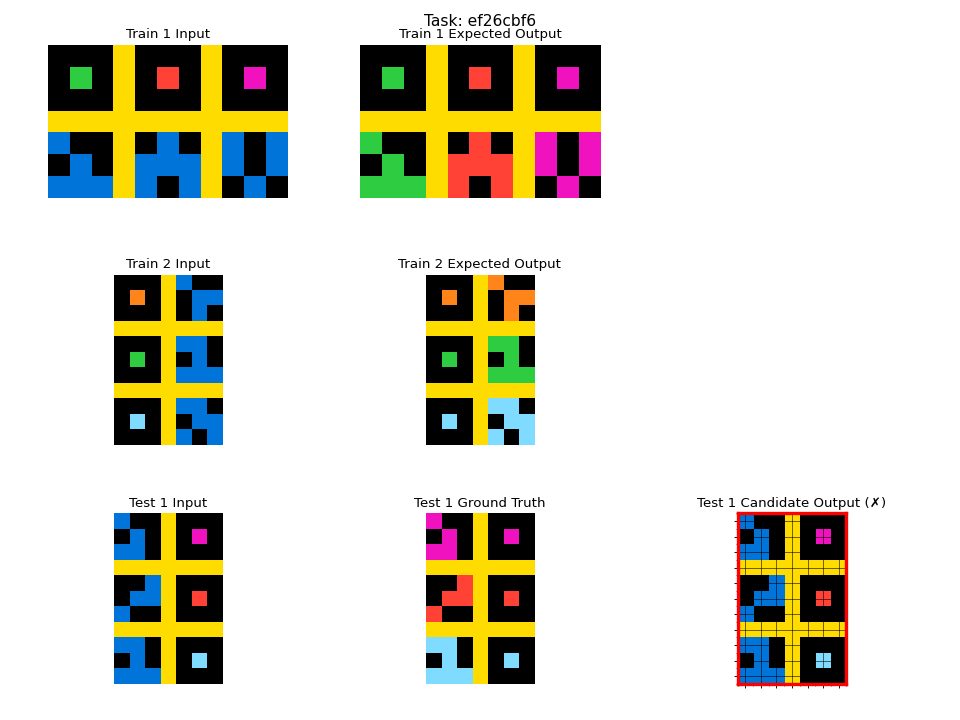 Task: ef26cbf6
Train 1 Input
Train 1 Expected Output
Train 2 Input
Train 2 Expected Output
Test 1 Input
Test 1 Ground Truth
Test 1 Candidate Output (✗)